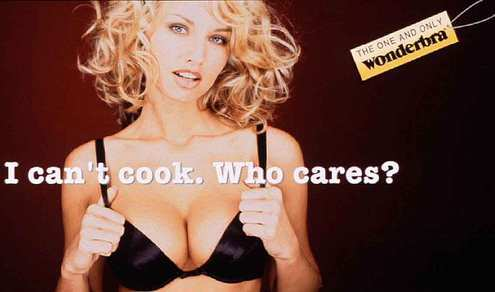 THE ONE AND ONLY
wonderbra
I can't cook. Who cares?